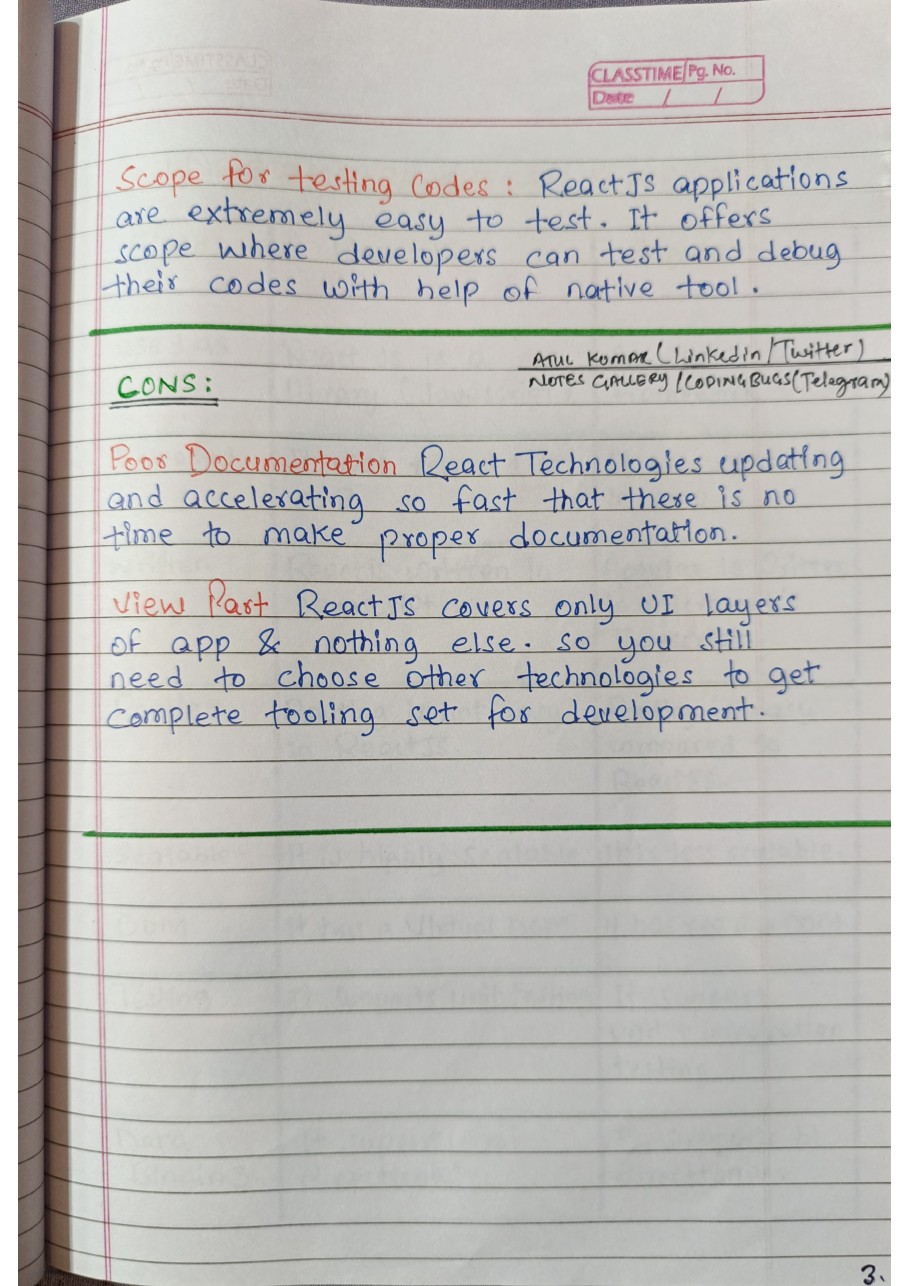 CLASSTIME Pg. No.
Date / /
Scope for testing Codes : ReactJS applications
are extremely easy to test. It offers
scope where developers can test and debug
their codes with help of native tool.
ATUL KUMAR (Linkedin/Twitter)
NOTES GALLERY / CODING BUGS (Telegram)
CONS :
Poor Documentation React Technologies updating
and accelerating so fast that there is no
time to make proper documentation.
View Part ReactJS covers only UI layers
of app & nothing else. so you still
need to choose other technologies to get
complete tooling set for development.
3.